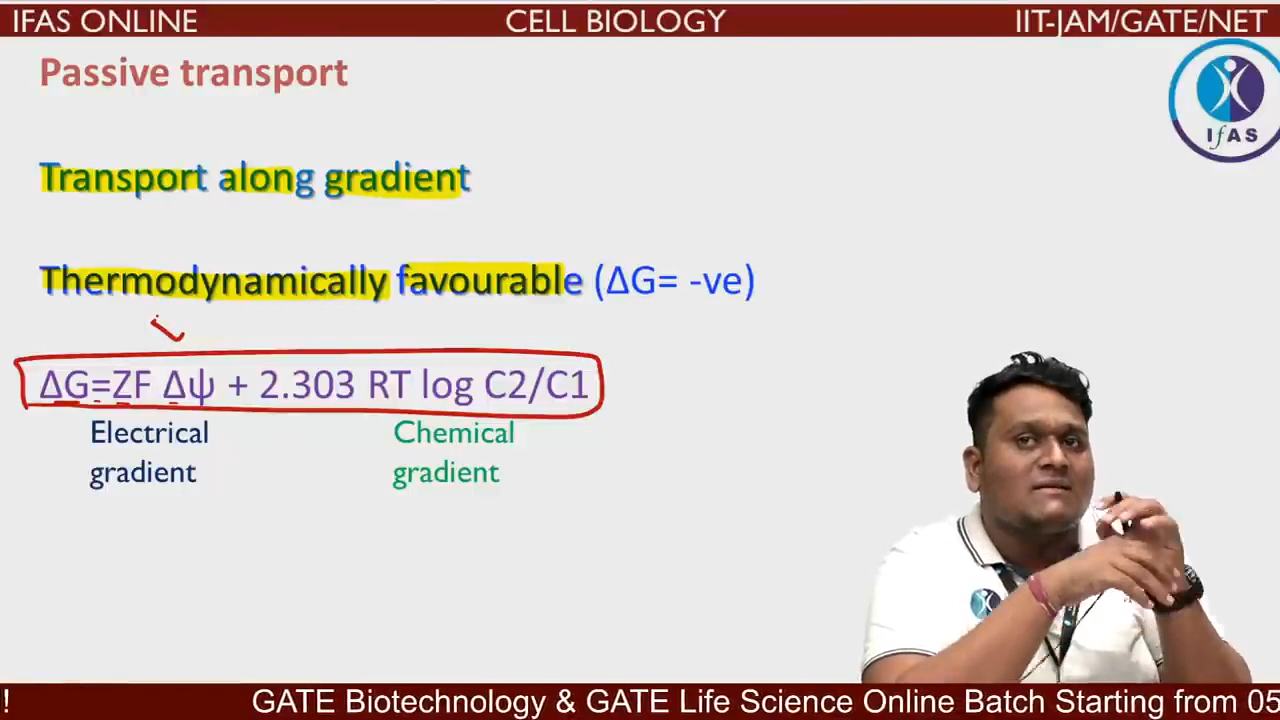 IFAS ONLINE CELL BIOLOGY IIT-JAM/GATE/NET
Passive transport
IfAS
Transport along gradient
Thermodynamically favourable (ΔG= -ve)
ΔG=ZF Δψ + 2.303 RT log C2/C1
Electrical Chemical
gradient gradient
! GATE Biotechnology & GATE Life Science Online Batch Starting from 05